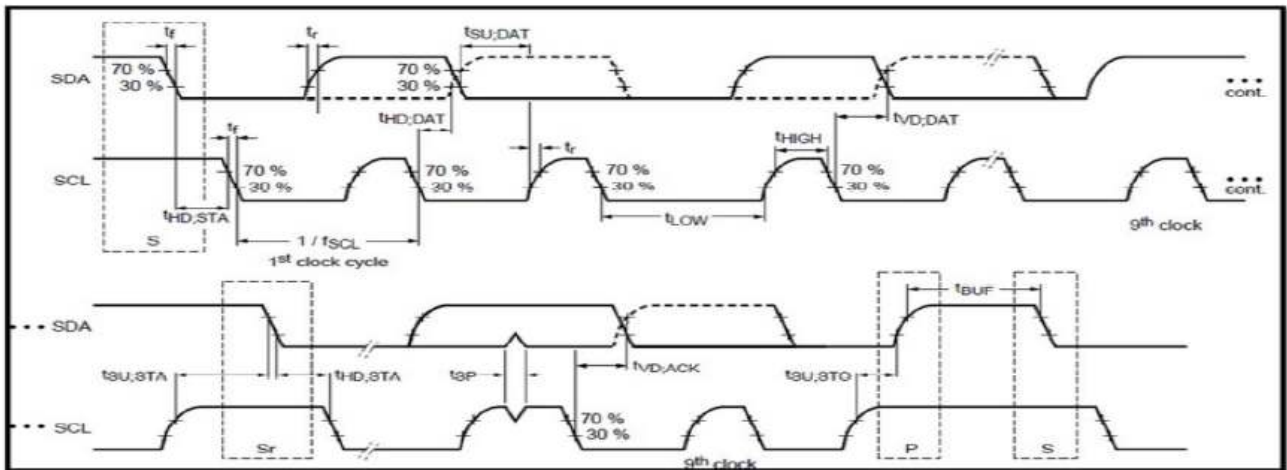 tf tr tSU;DAT
SDA 70 % 30 % 70 % 30 % ••• cont.
tf tHD;DAT tr tHIGH tVD;DAT
SCL 70 % 30 % 70 % 30 % 70 % 30 % 70 % 30 % ••• cont.
tHD;STA tLOW
S 1 / fSCL 9th clock
1st clock cycle
tBUF
••• SDA
tSU;STA tHD;STA tSP tVD;ACK tSU;STO
••• SCL 70 % 30 %
Sr 9th clock P S